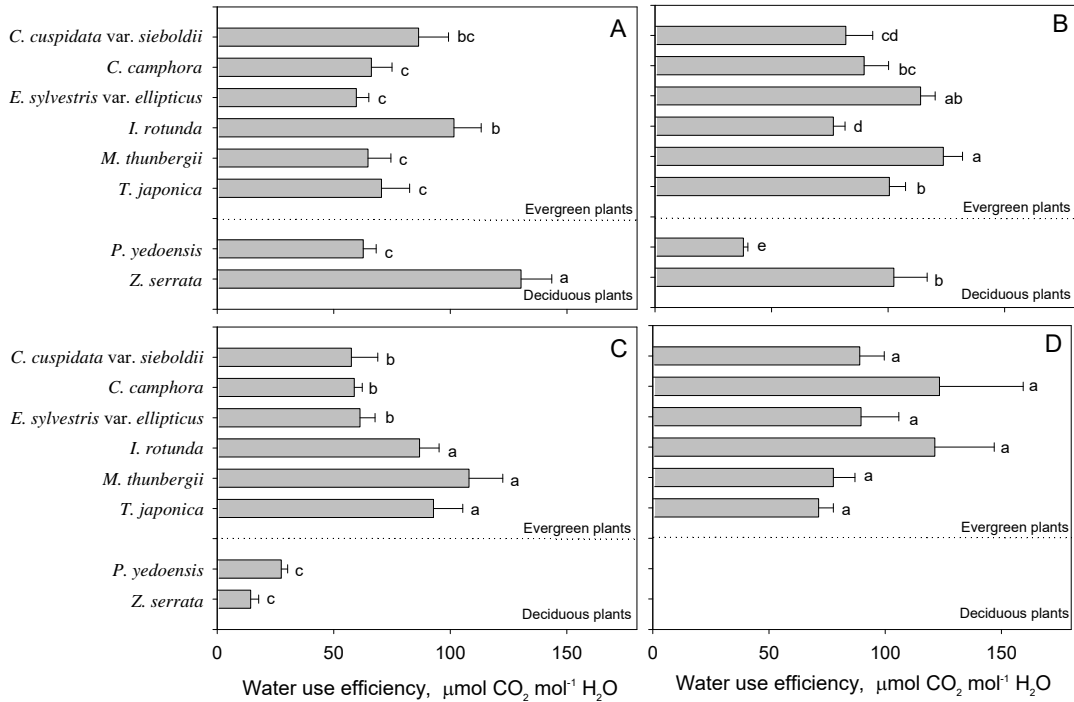 A
C. cuspidata var. sieboldii bc
C. camphora c
E. sylvestris var. ellipticus c
I. rotunda b
M. thunbergii c
T. japonica c
Evergreen plants
P. yedoensis c
Z. serrata a
Deciduous plants
B
cd
bc
ab
d
a
b
Evergreen plants
e
b
Deciduous plants
C
C. cuspidata var. sieboldii b
C. camphora b
E. sylvestris var. ellipticus b
I. rotunda a
M. thunbergii a
T. japonica a
Evergreen plants
P. yedoensis c
Z. serrata c
Deciduous plants
0 50 100 150
Water use efficiency, μmol CO₂ mol⁻¹ H₂O
D
a
a
a
a
a
a
Evergreen plants
Deciduous plants
0 50 100 150
Water use efficiency, μmol CO₂ mol⁻¹ H₂O